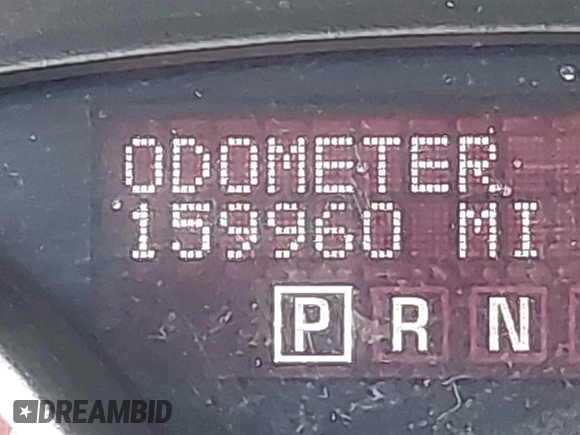 ODOMETER
159960 MI
P R N
DREAMBID